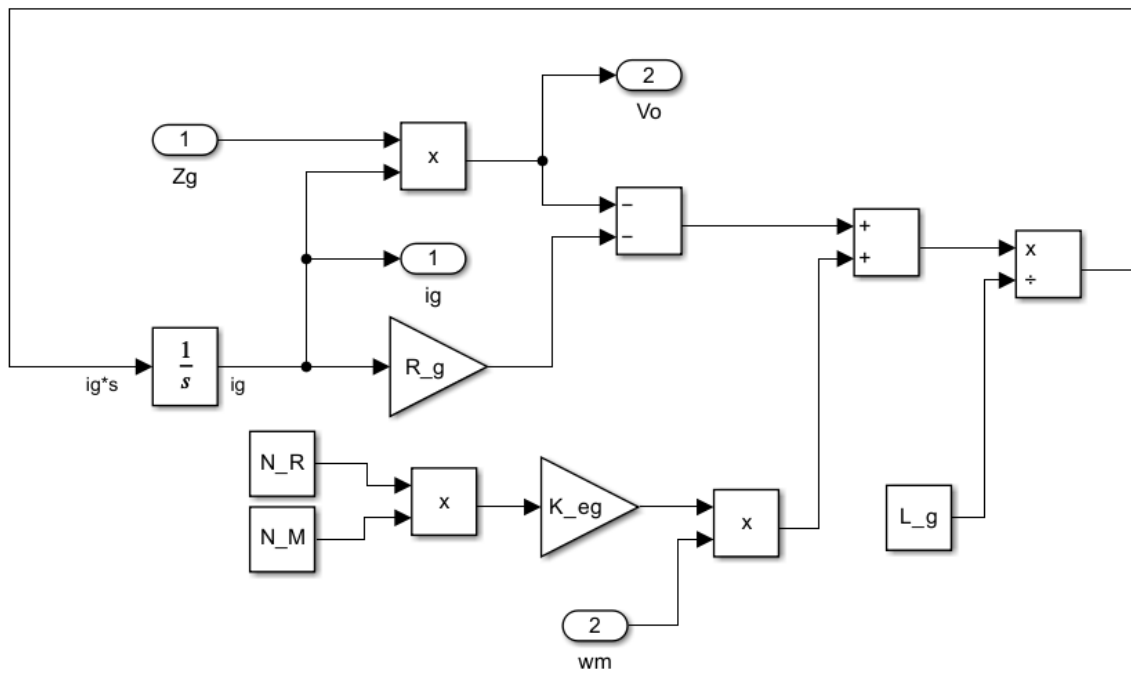 2
Vo
1
Zg
x
−
−
+
+
x
÷
1
ig
ig*s
1
s
ig
R_g
N_R
N_M
x
K_eg
x
L_g
2
wm